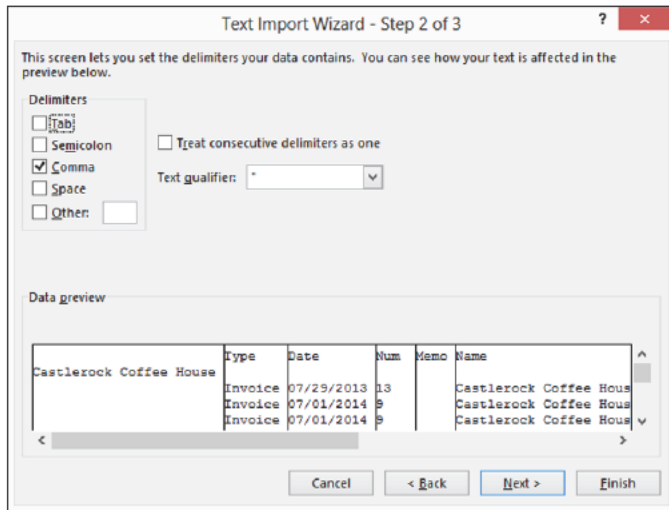 Text Import Wizard - Step 2 of 3 ? ×
This screen lets you set the delimiters your data contains. You can see how your text is affected in the
preview below.
Delimiters
Tab
Semicolon
Comma
Space
Other:
Treat consecutive delimiters as one
Text qualifier: "
Data preview
Type Date Num Memo Name
Castlerock Coffee House
Invoice 07/29/2013 13 Castlerock Coffee Hous
Invoice 07/01/2014 9 Castlerock Coffee Hous
Invoice 07/01/2014 9 Castlerock Coffee Hous
Cancel < Back Next > Finish